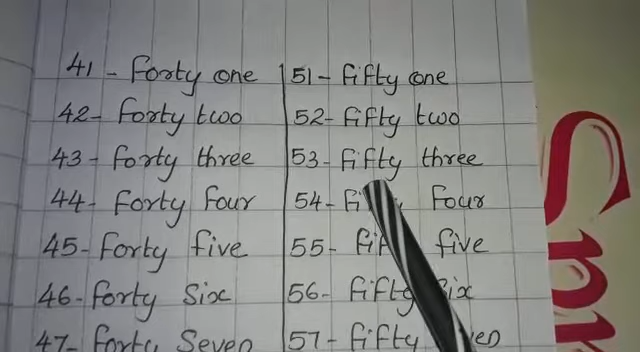 41 - Forty one
42- Forty two
43 - Forty three
44- Forty Four
45- Forty five
46- Forty Six
47- Forty Seven
51- Fifty one
52- Fifty two
53- Fifty three
54- Four
55- five
56- Fifty
57- Fifty